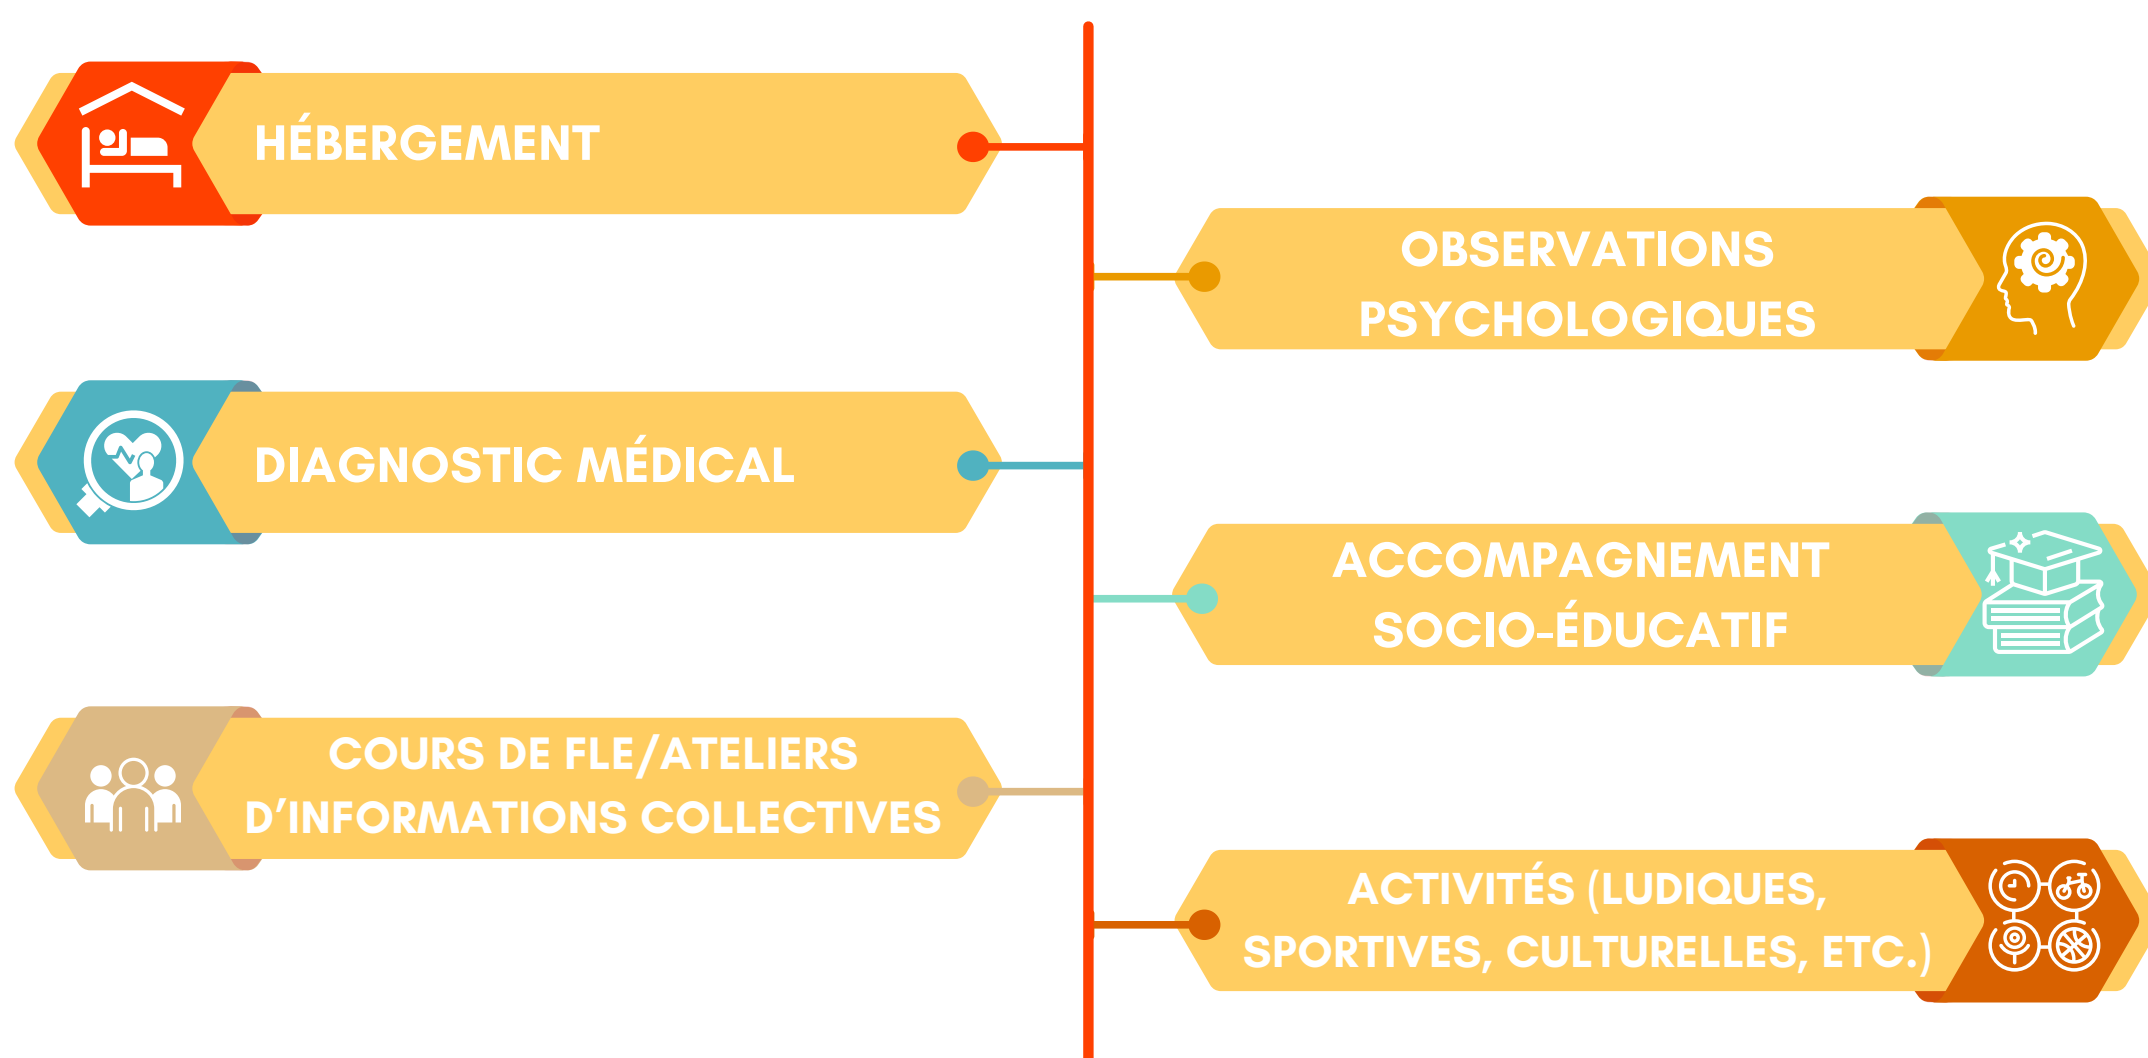 HÉBERGEMENT
OBSERVATIONS
PSYCHOLOGIQUES
DIAGNOSTIC MÉDICAL
ACCOMPAGNEMENT
SOCIO-ÉDUCATIF
COURS DE FLE/ATELIERS
D'INFORMATIONS COLLECTIVES
ACTIVITÉS (LUDIQUES,
SPORTIVES, CULTURELLES, ETC.)